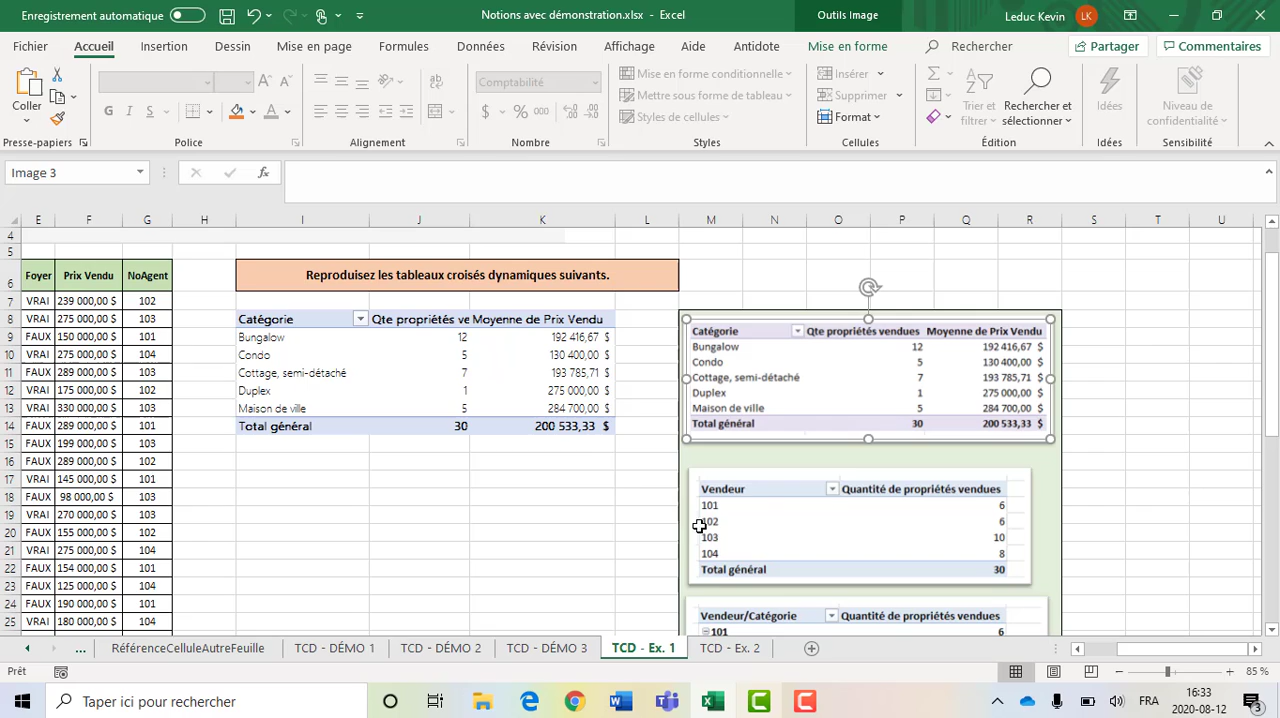 Enregistrement automatique
Notions avec démonstration.xlsx - Excel
Outils Image
Leduc Kevin LK
Fichier Accueil Insertion Dessin Mise en page Formules Données Révision Affichage Aide Antidote Mise en forme Rechercher Partager Commentaires
Coller
G I S
Comptabilité
$ % 000
Mise en forme conditionnelle
Mettre sous forme de tableau
Styles de cellules
Insérer
Supprimer
Format
Trier et filtrer
Rechercher et sélectionner
Idées
Niveau de confidentialité
Presse-papiers Police Alignement Nombre Styles Cellules Édition Idées Sensibilité
Image 3 fx
E F G H I J K L M N O P Q R S T U
4
5
6 Foyer Prix Vendu NoAgent Reproduisez les tableaux croisés dynamiques suivants.
7 VRAI 239 000,00 $ 102
8 VRAI 275 000,00 $ 103 Catégorie Qte propriétés ve Moyenne de Prix Vendu
9 FAUX 150 000,00 $ 101 Bungalow 12 192 416,67 $
10 VRAI 275 000,00 $ 104 Condo 5 130 400,00 $
11 FAUX 289 000,00 $ 103 Cottage, semi-détaché 7 193 785,71 $
12 VRAI 175 000,00 $ 102 Duplex 1 275 000,00 $
13 VRAI 330 000,00 $ 103 Maison de ville 5 284 700,00 $
14 FAUX 289 000,00 $ 101 Total général 30 200 533,33 $
15 FAUX 199 000,00 $ 103
16 FAUX 289 000,00 $ 102
17 VRAI 145 000,00 $ 101
18 FAUX 98 000,00 $ 103
19 VRAI 270 000,00 $ 103
20 FAUX 155 000,00 $ 102
21 VRAI 275 000,00 $ 104
22 FAUX 154 000,00 $ 101
23 FAUX 125 000,00 $ 104
24 FAUX 190 000,00 $ 101
25 VRAI 180 000,00 $ 104
Catégorie Qte propriétés vendues Moyenne de Prix Vendu
Bungalow 12 192 416,67 $
Condo 5 130 400,00 $
Cottage, semi-détaché 7 193 785,71 $
Duplex 1 275 000,00 $
Maison de ville 5 284 700,00 $
Total général 30 200 533,33 $
Vendeur Quantité de propriétés vendues
101 6
102 6
103 10
104 8
Total général 30
Vendeur/Catégorie Quantité de propriétés vendues
101 6
... RéférenceCelluleAutreFeuille TCD - DÉMO 1 TCD - DÉMO 2 TCD - DÉMO 3 TCD - Ex. 1 TCD - Ex. 2
Prêt 85 %
Taper ici pour rechercher
FRA
16:33
2020-08-12
3